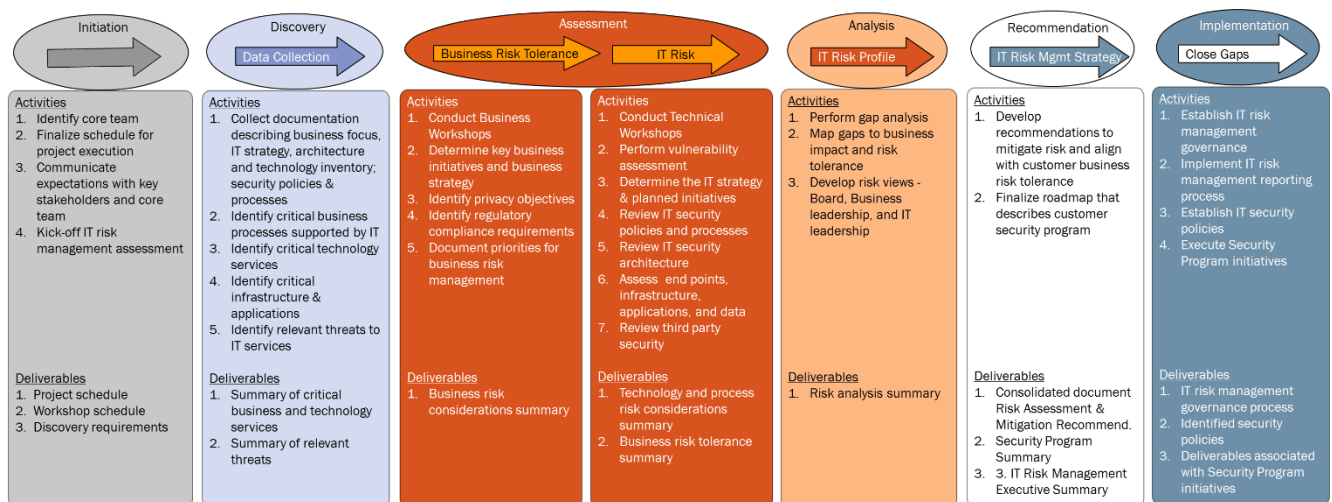 Initiation
Discovery
Data Collection
Assessment
Business Risk Tolerance
IT Risk
Analysis
IT Risk Profile
Recommendation
IT Risk Mgmt Strategy
Implementation
Close Gaps
Activities
1. Identify core team
2. Finalize schedule for
project execution
3. Communicate
expectations with key
stakeholders and core
team
4. Kick-off IT risk
management assessment
Deliverables
1. Project schedule
2. Workshop schedule
3. Discovery requirements
Activities
1. Collect documentation
describing business focus,
IT strategy, architecture
and technology inventory;
security policies &
processes
2. Identify critical business
processes supported by IT
3. Identify critical technology
services
4. Identify critical
infrastructure &
applications
5. Identify relevant threats to
IT services
Deliverables
1. Summary of critical
business and technology
services
2. Summary of relevant
threats
Activities
1. Conduct Business
Workshops
2. Determine key business
initiatives and business
strategy
3. Identify privacy objectives
4. Identify regulatory
compliance requirements
5. Document priorities for
business risk
management
Deliverables
1. Business risk
considerations summary
Activities
1. Conduct Technical
Workshops
2. Perform vulnerability
assessment
3. Determine the IT strategy
& planned initiatives
4. Review IT security
policies and processes
5. Review IT security
architecture
6. Assess end points,
infrastructure,
applications, and data
7. Review third party
security
Deliverables
1. Technology and process
risk considerations
summary
2. Business risk tolerance
summary
Activities
1. Perform gap analysis
2. Map gaps to business
impact and risk
tolerance
3. Develop risk views -
Board, Business
leadership, and IT
leadership
Deliverables
1. Risk analysis summary
Activities
1. Develop
recommendations to
mitigate risk and align
with customer business
risk tolerance
2. Finalize roadmap that
describes customer
security program
Deliverables
1. Consolidated document
Risk Assessment &
Mitigation Recommend.
2. Security Program
Summary
3. 3. IT Risk Management
Executive Summary
Activities
1. Establish IT risk
management
governance
2. Implement IT risk
management reporting
process
3. Establish IT security
policies
4. Execute Security
Program initiatives
Deliverables
1. IT risk management
governance process
2. Identified security
policies
3. Deliverables associated
with Security Program
initiatives